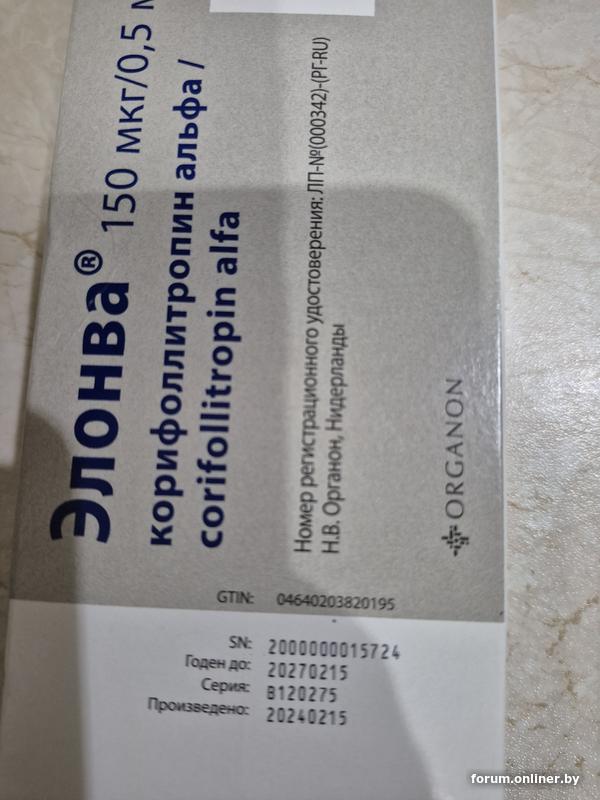 Элонва® 150 мкг/0,5
корифоллитропин альфа /
corifollitropin alfa
Номер регистрационного удостоверения: ЛП-№(000342)-(РГ-RU)
Н.В. Органон, Нидерланды
ORGANON
GTIN: 04640203820195
SN: 2000000015724
Годен до: 20270215
Серия: B120275
Произведено: 20240215
forum.onliner.by